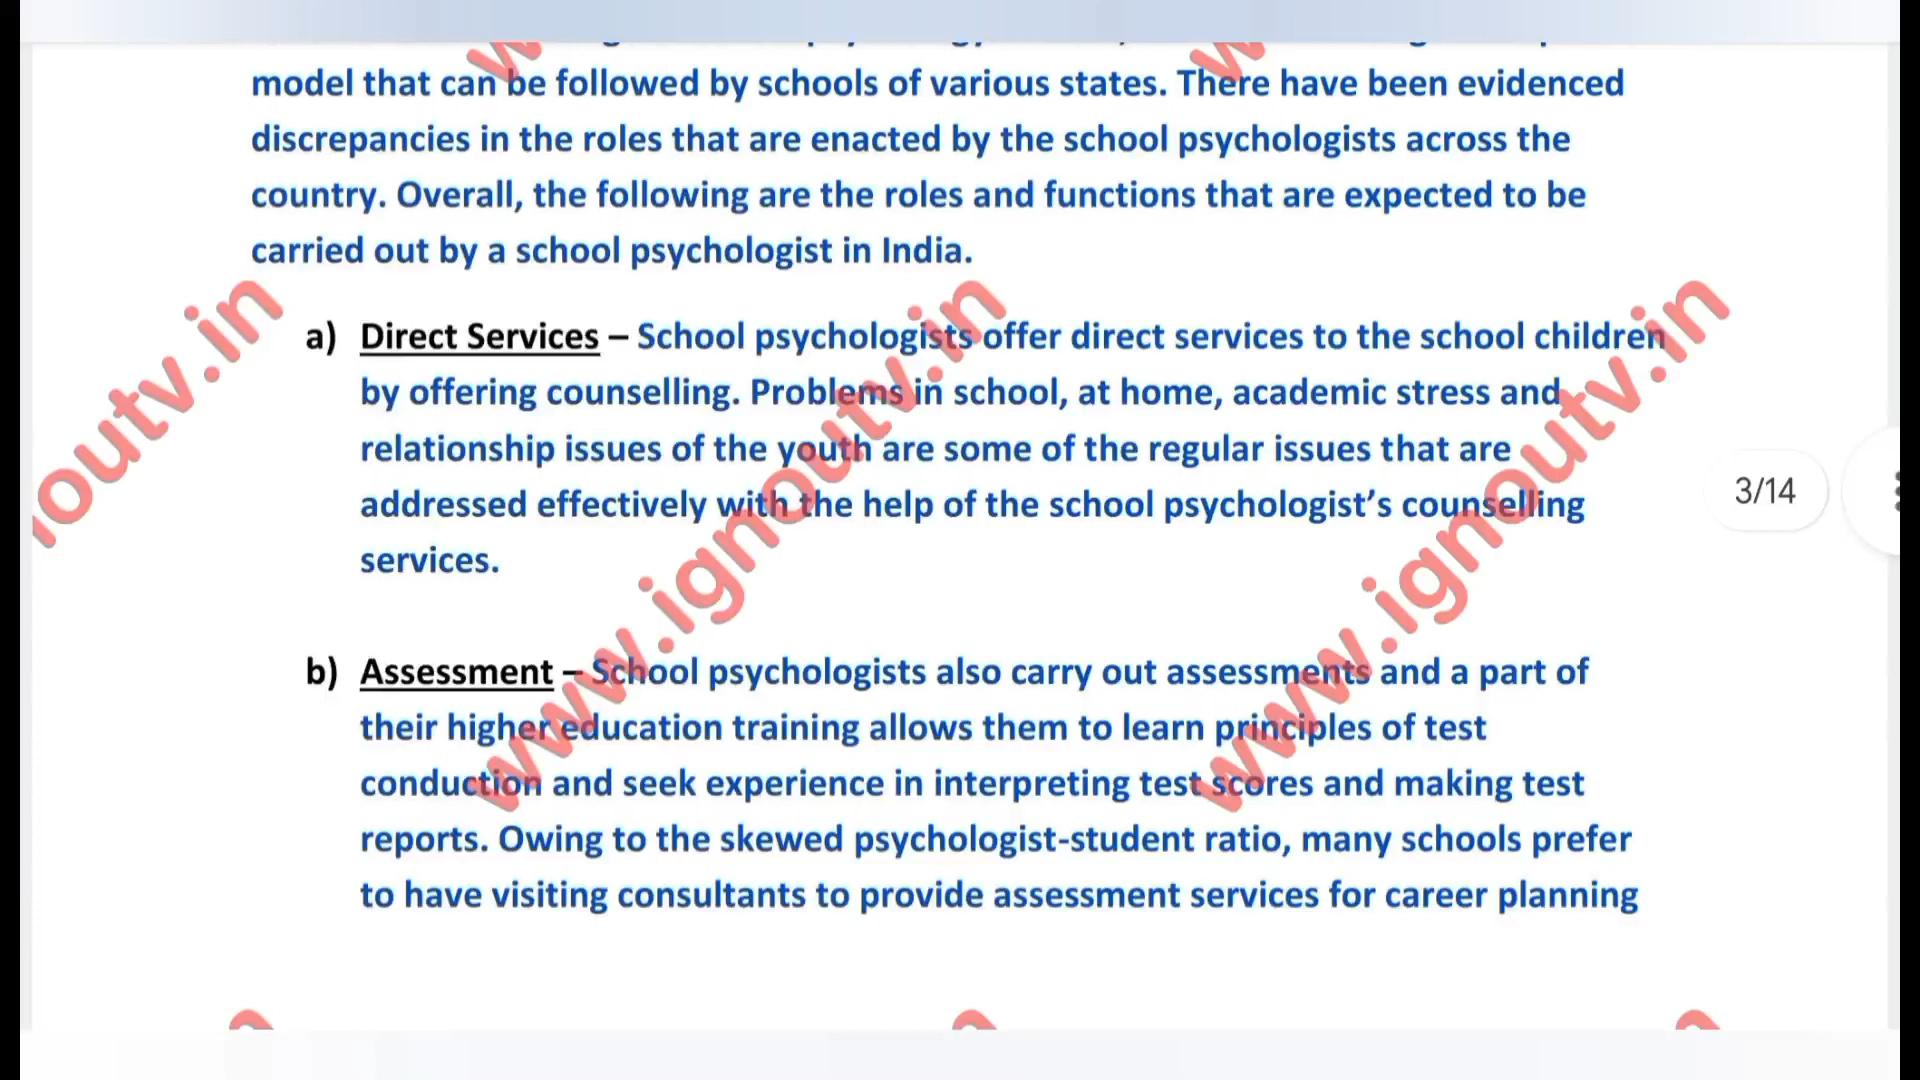 model that can be followed by schools of various states. There have been evidenced
discrepancies in the roles that are enacted by the school psychologists across the
country. Overall, the following are the roles and functions that are expected to be
carried out by a school psychologist in India.
a) Direct Services – School psychologists offer direct services to the school children
by offering counselling. Problems in school, at home, academic stress and
relationship issues of the youth are some of the regular issues that are
addressed effectively with the help of the school psychologist’s counselling
services.
3/14
b) Assessment – School psychologists also carry out assessments and a part of
their higher education training allows them to learn principles of test
conduction and seek experience in interpreting test scores and making test
reports. Owing to the skewed psychologist-student ratio, many schools prefer
to have visiting consultants to provide assessment services for career planning
www.ignoutv.in
www.ignoutv.in
noutv.in